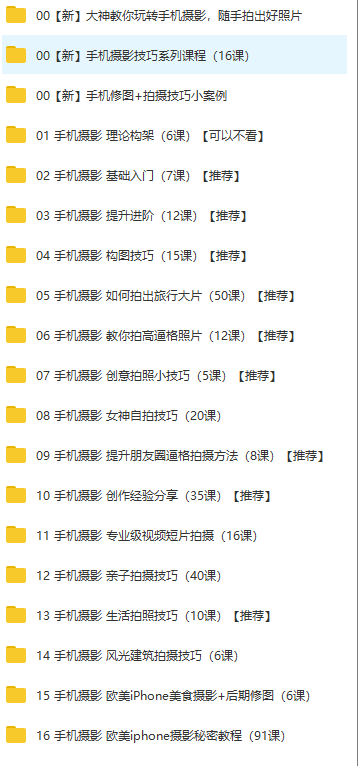 00【新】大神教你玩转手机摄影，随手拍出好照片
00【新】手机摄影技巧系列课程（16课）
00【新】手机修图+拍摄技巧小案例
01 手机摄影 理论构架（6课）【可以不看】
02 手机摄影 基础入门（7课）【推荐】
03 手机摄影 提升进阶（12课）【推荐】
04 手机摄影 构图技巧（15课）【推荐】
05 手机摄影 如何拍出旅行大片（50课）【推荐】
06 手机摄影 教你拍高逼格照片（12课）【推荐】
07 手机摄影 创意拍照小技巧（5课）【推荐】
08 手机摄影 女神自拍技巧（20课）
09 手机摄影 提升朋友圈逼格拍摄方法（8课）【推荐】
10 手机摄影 创作经验分享（35课）【推荐】
11 手机摄影 专业级视频短片拍摄（16课）
12 手机摄影 亲子拍摄技巧（40课）
13 手机摄影 生活拍照技巧（10课）【推荐】
14 手机摄影 风光建筑拍摄技巧（6课）
15 手机摄影 欧美iPhone美食摄影+后期修图（6课）
16 手机摄影 欧美iphone摄影秘密教程（91课）